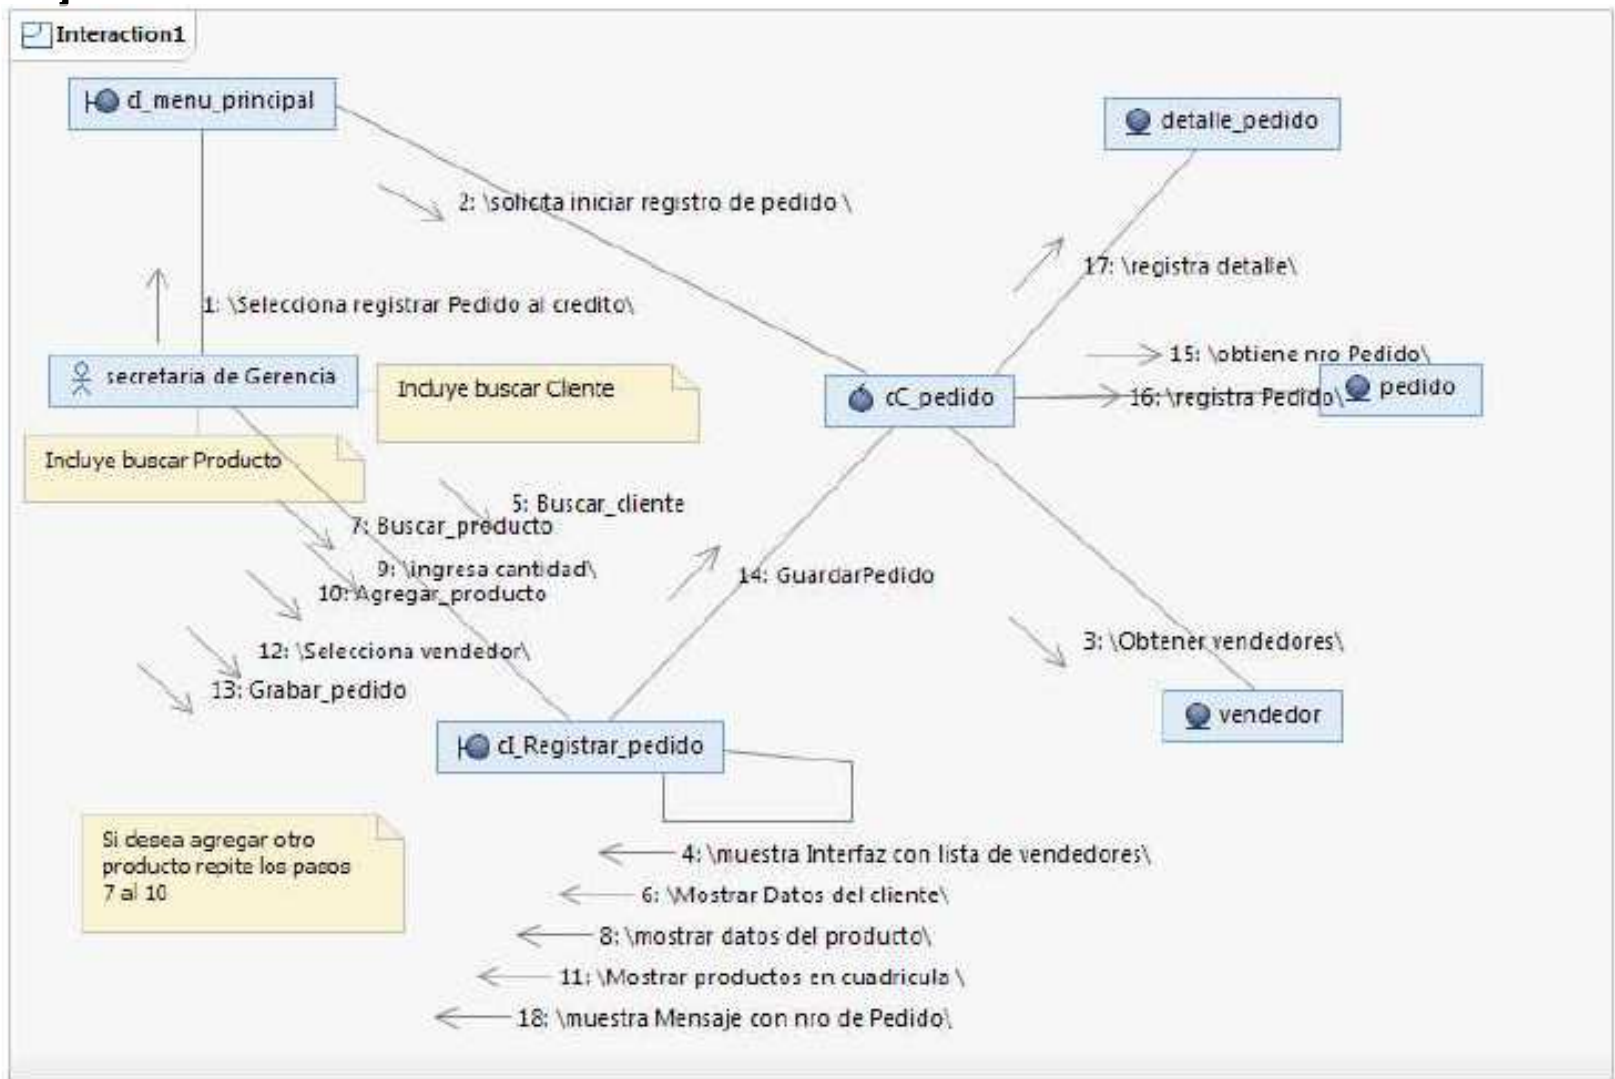 Interaction1
cI_menu_principal
detalle_pedido
2: \solicita iniciar registro de pedido \
17: \registra detalle\
1: \Selecciona registrar Pedido al credito\
15: \obtiene nro Pedido\
secretaria de Gerencia
Incluye buscar Cliente
cC_pedido
16: \registra Pedido\
pedido
Incluye buscar Producto
5: Buscar_cliente
7: Buscar_producto
9: \ingresa cantidad\
14: GuardarPedido
10: Agregar_producto
12: \Selecciona vendedor\
3: \Obtener vendedores\
13: Grabar_pedido
vendedor
cI_Registrar_pedido
Si desea agregar otro
producto repite los pasos
7 al 10
4: \muestra Interfaz con lista de vendedores\
6: \Mostrar Datos del cliente\
8: \mostrar datos del producto\
11: \Mostrar productos en cuadricula \
18: \muestra Mensaje con nro de Pedido\